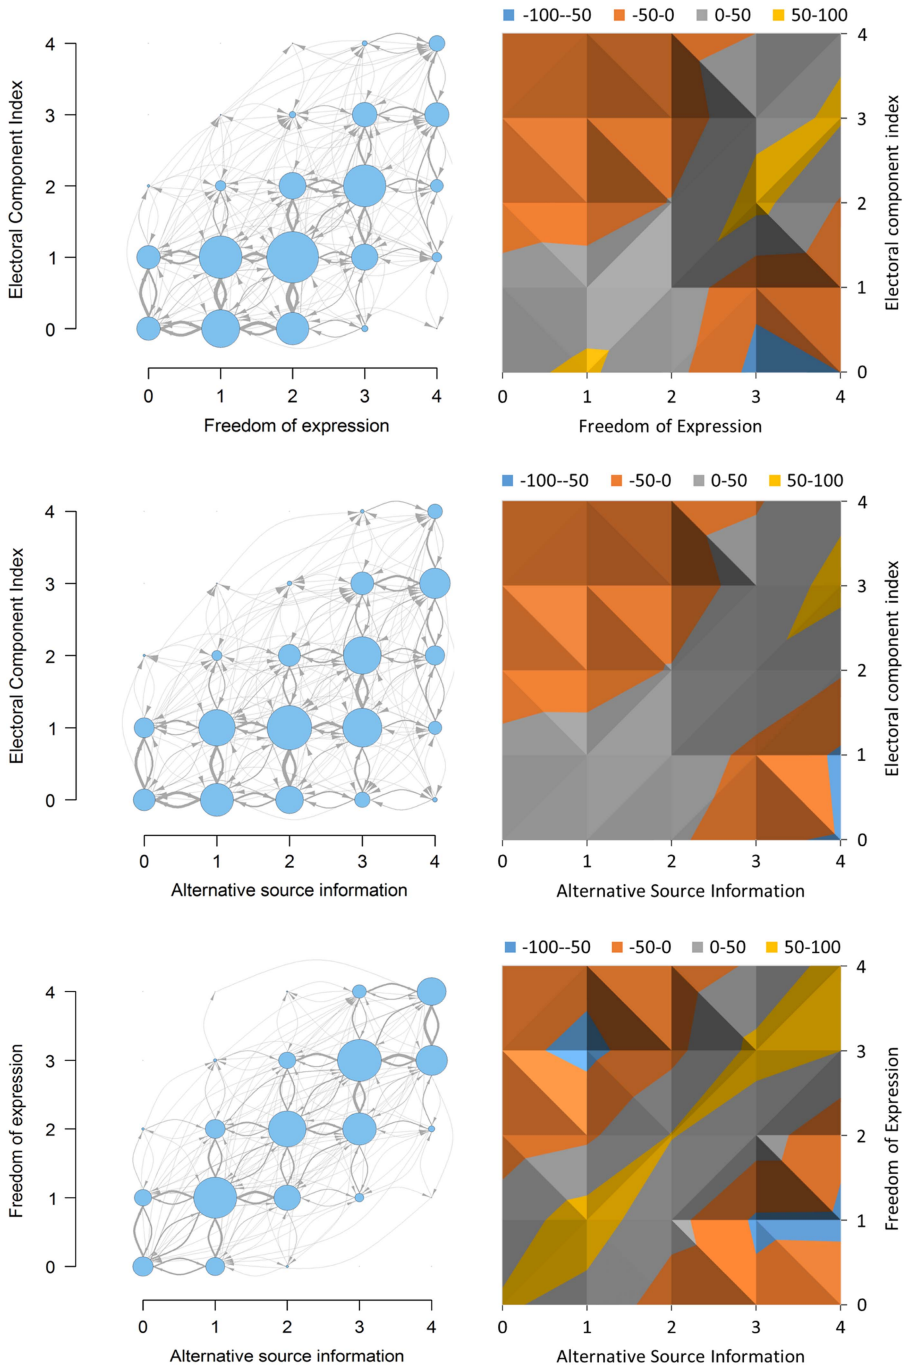 -100--50 -50-0 0-50 50-100
4
3
2
1
0
Electoral Component Index
0 1 2 3 4
Freedom of expression
4
3
2
1
0
Electoral component index
0 1 2 3 4
Freedom of Expression
-100--50 -50-0 0-50 50-100
4
3
2
1
0
Electoral Component Index
0 1 2 3 4
Alternative source information
4
3
2
1
0
Electoral component index
0 1 2 3 4
Alternative Source Information
-100--50 -50-0 0-50 50-100
4
3
2
1
0
Freedom of expression
0 1 2 3 4
Alternative source information
4
3
2
1
0
Freedom of Expression
0 1 2 3 4
Alternative Source Information